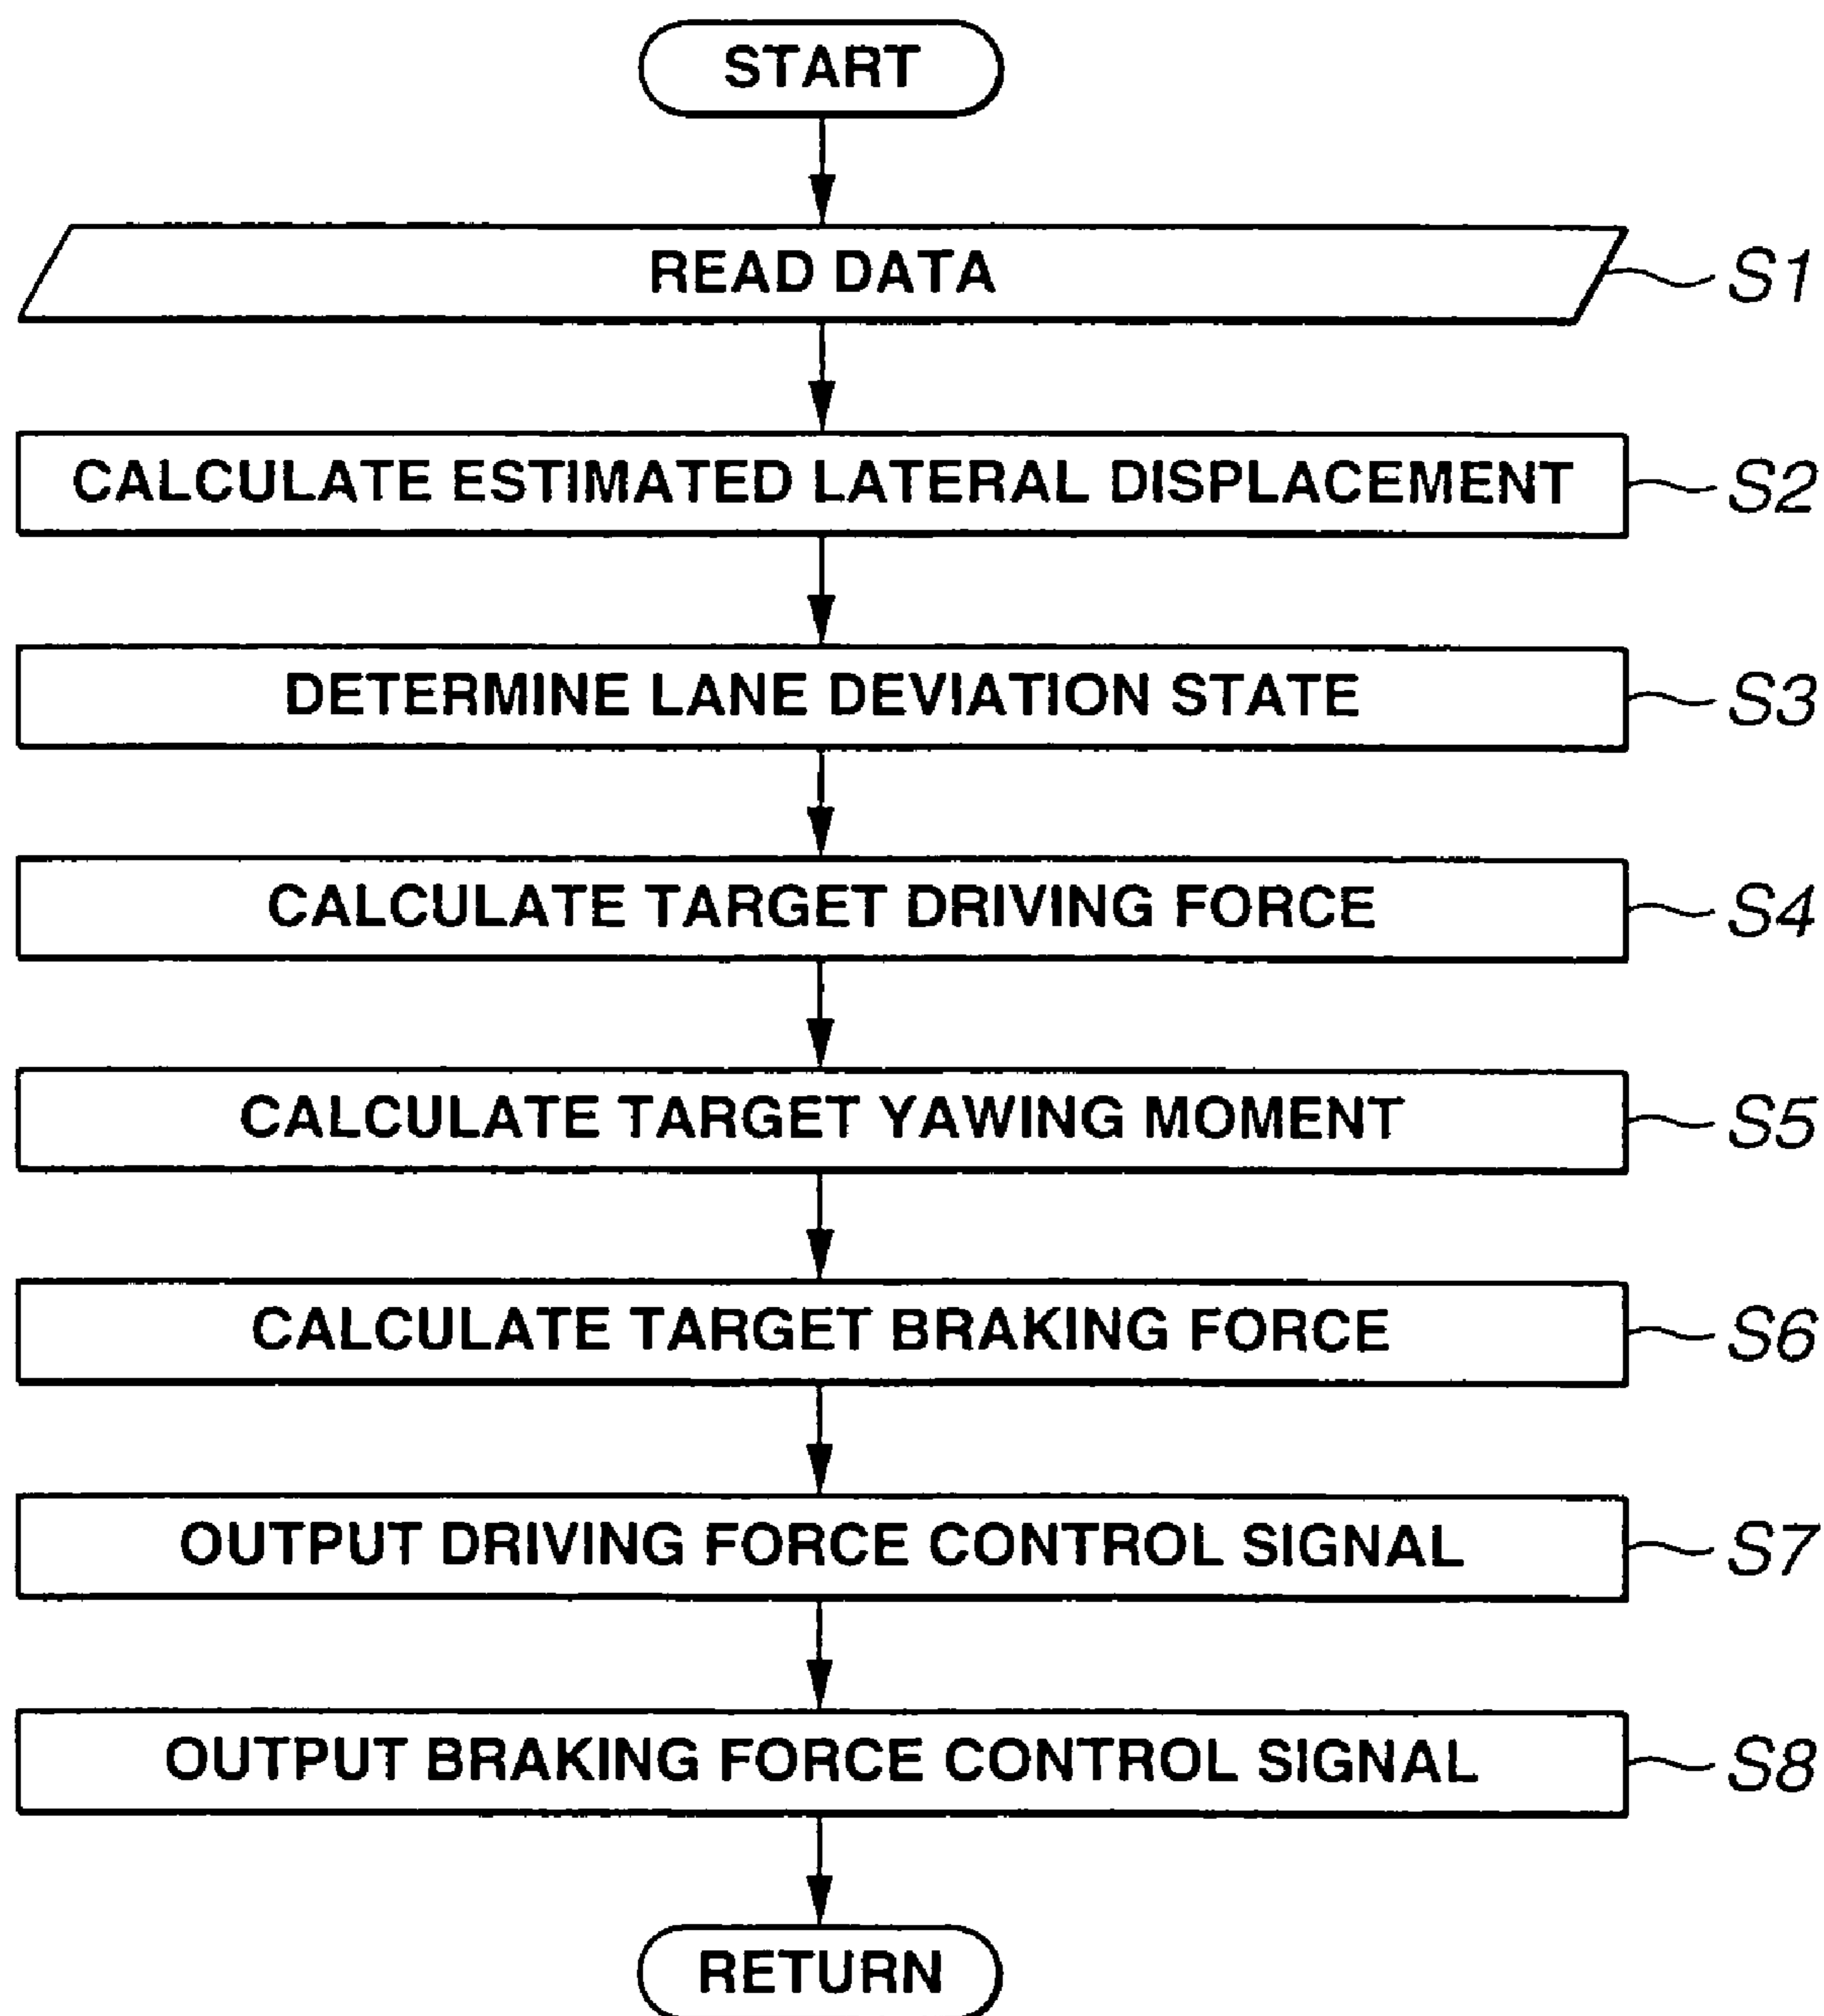 START
READ DATA S1
CALCULATE ESTIMATED LATERAL DISPLACEMENT S2
DETERMINE LANE DEVIATION STATE S3
CALCULATE TARGET DRIVING FORCE S4
CALCULATE TARGET YAWING MOMENT S5
CALCULATE TARGET BRAKING FORCE S6
OUTPUT DRIVING FORCE CONTROL SIGNAL S7
OUTPUT BRAKING FORCE CONTROL SIGNAL S8
RETURN